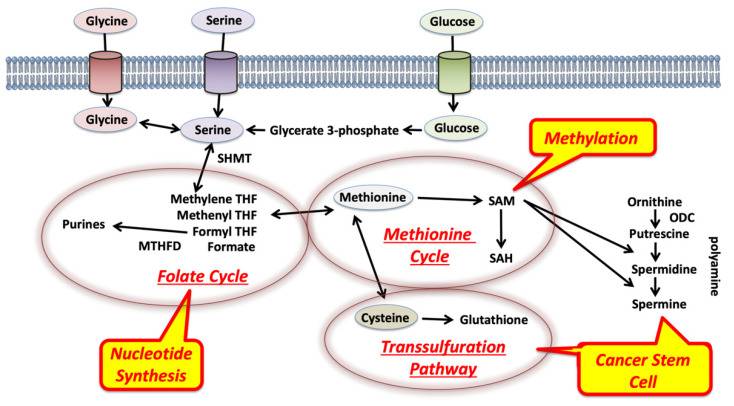 Glycine
Serine
Glucose
Glycine
Serine
Glycerate 3-phosphate
Glucose
Methylation
SHMT
Methylene THF
Methenyl THF
Formyl THF
Formate
Purines
MTHFD
Folate Cycle
Methionine
SAM
SAH
Methionine
Cycle
Ornithine
ODC
Putrescine
Spermidine
Spermine
polyamine
Cysteine
Glutathione
Transsulfuration
Pathway
Nucleotide
Synthesis
Cancer Stem
Cell